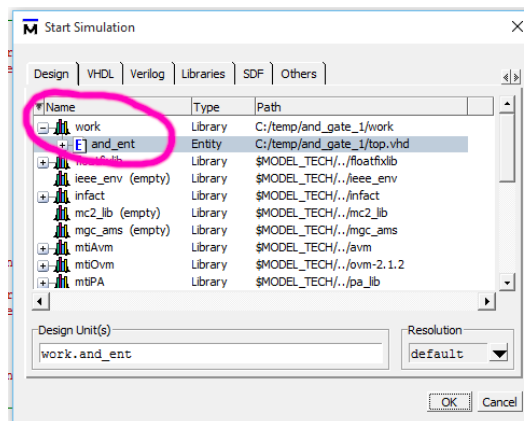 M Start Simulation
Design VHDL Verilog Libraries SDF Others
Name Type Path
work Library C:/temp/and_gate_1/work
E and_ent Entity C:/temp/and_gate_1/top.vhd
floatfixlib Library $MODEL_TECH/../floatfixlib
ieee_env (empty) Library $MODEL_TECH/../ieee_env
infact Library $MODEL_TECH/../infact
mc2_lib (empty) Library $MODEL_TECH/../mc2_lib
mgc_ams (empty) Library $MODEL_TECH/../mgc_ams
mtiAvm Library $MODEL_TECH/../avm
mtiOvm Library $MODEL_TECH/../ovm-2.1.2
mtiPA Library $MODEL_TECH/../pa_lib
Design Unit(s) Resolution
work.and_ent default
OK Cancel